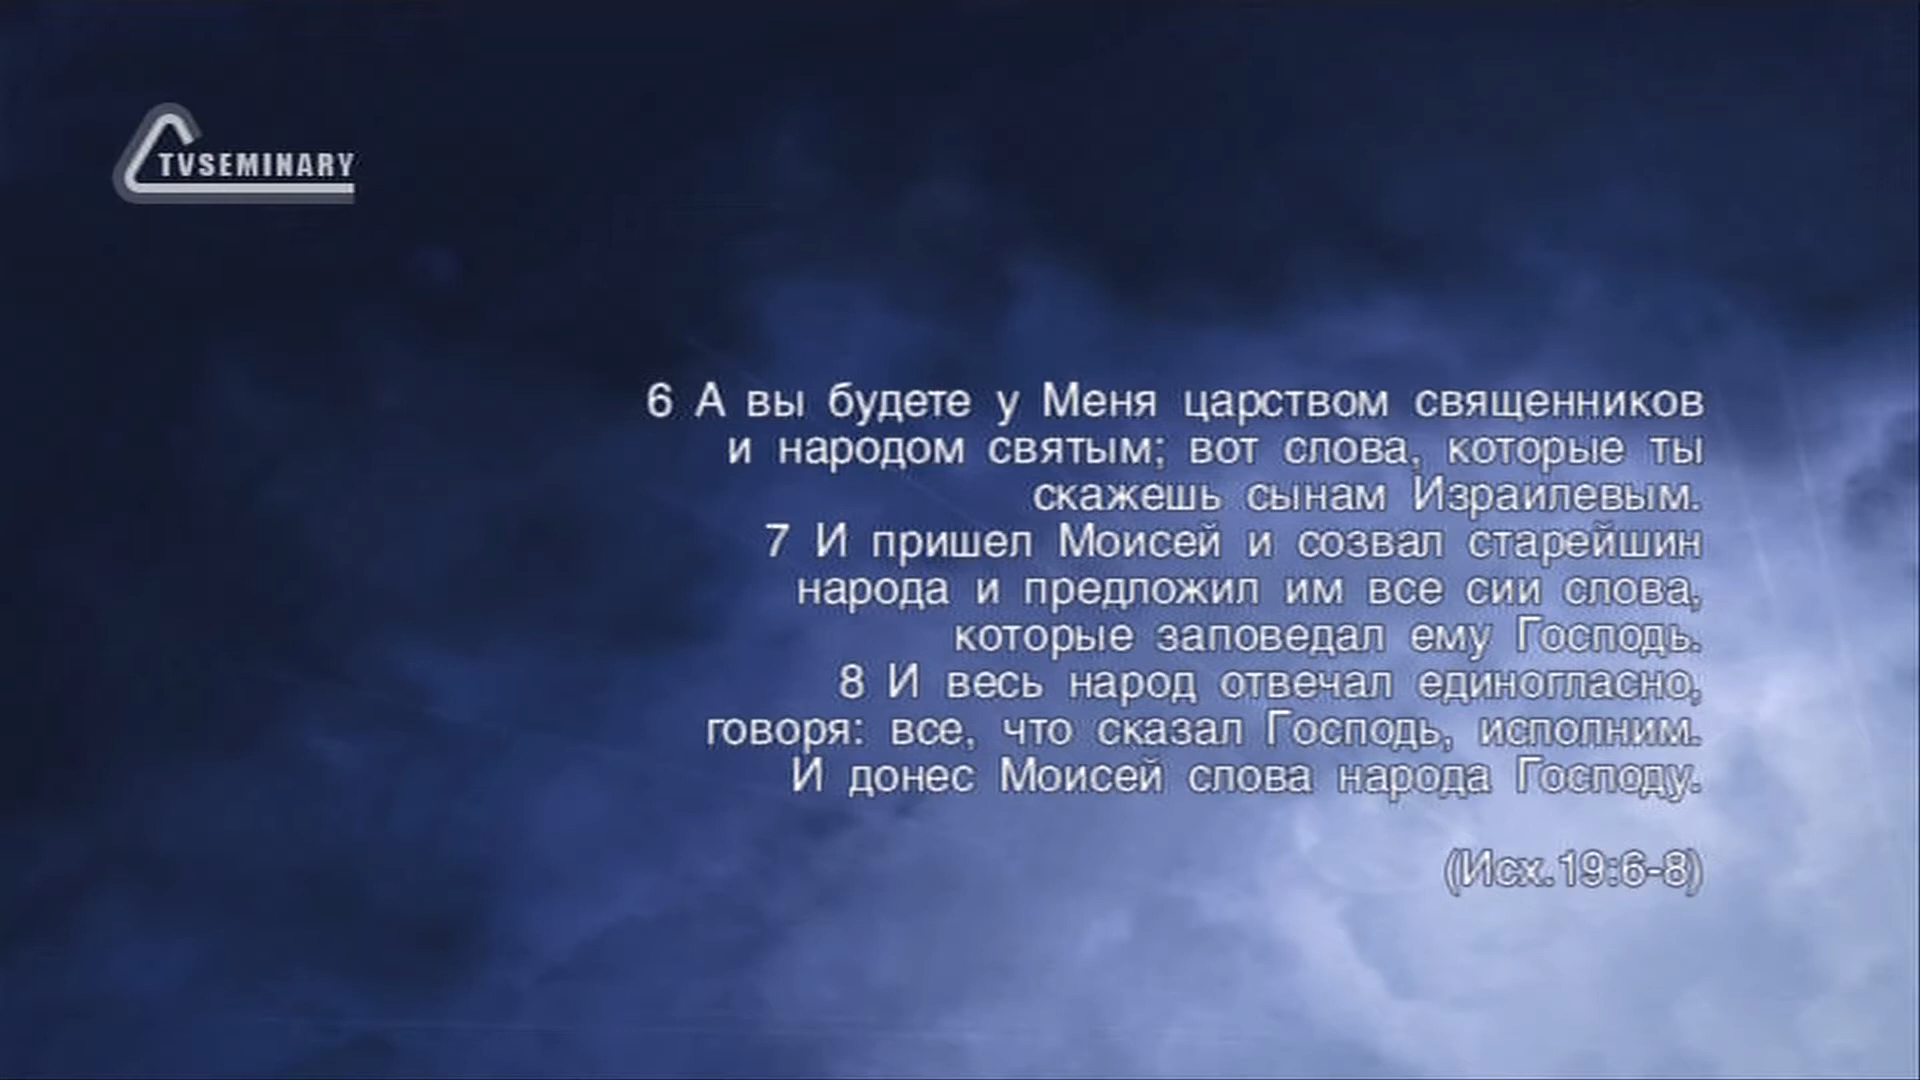 TVSEMINARY
6 А вы будете у Меня царством священников
и народом святым; вот слова, которые ты
скажешь сынам Израилевым.
7 И пришел Моисей и созвал старейшин
народа и предложил им все сии слова,
которые заповедал ему Господь.
8 И весь народ отвечал единогласно,
говоря: все, что сказал Господь, исполним.
И донес Моисей слова народа Господу.
(Исх.19:6-8)